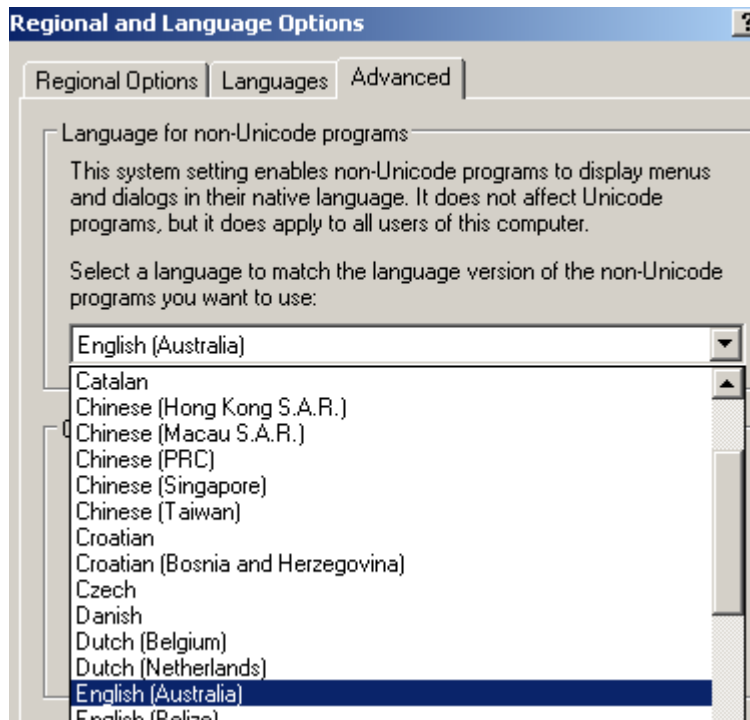 Regional and Language Options
?
Regional Options
Languages
Advanced
Language for non-Unicode programs
This system setting enables non-Unicode programs to display menus
and dialogs in their native language. It does not affect Unicode
programs, but it does apply to all users of this computer.
Select a language to match the language version of the non-Unicode
programs you want to use:
English (Australia)
Catalan
Chinese (Hong Kong S.A.R.)
Chinese (Macau S.A.R.)
Chinese (PRC)
Chinese (Singapore)
Chinese (Taiwan)
Croatian
Croatian (Bosnia and Herzegovina)
Czech
Danish
Dutch (Belgium)
Dutch (Netherlands)
English (Australia)
English (Belize)